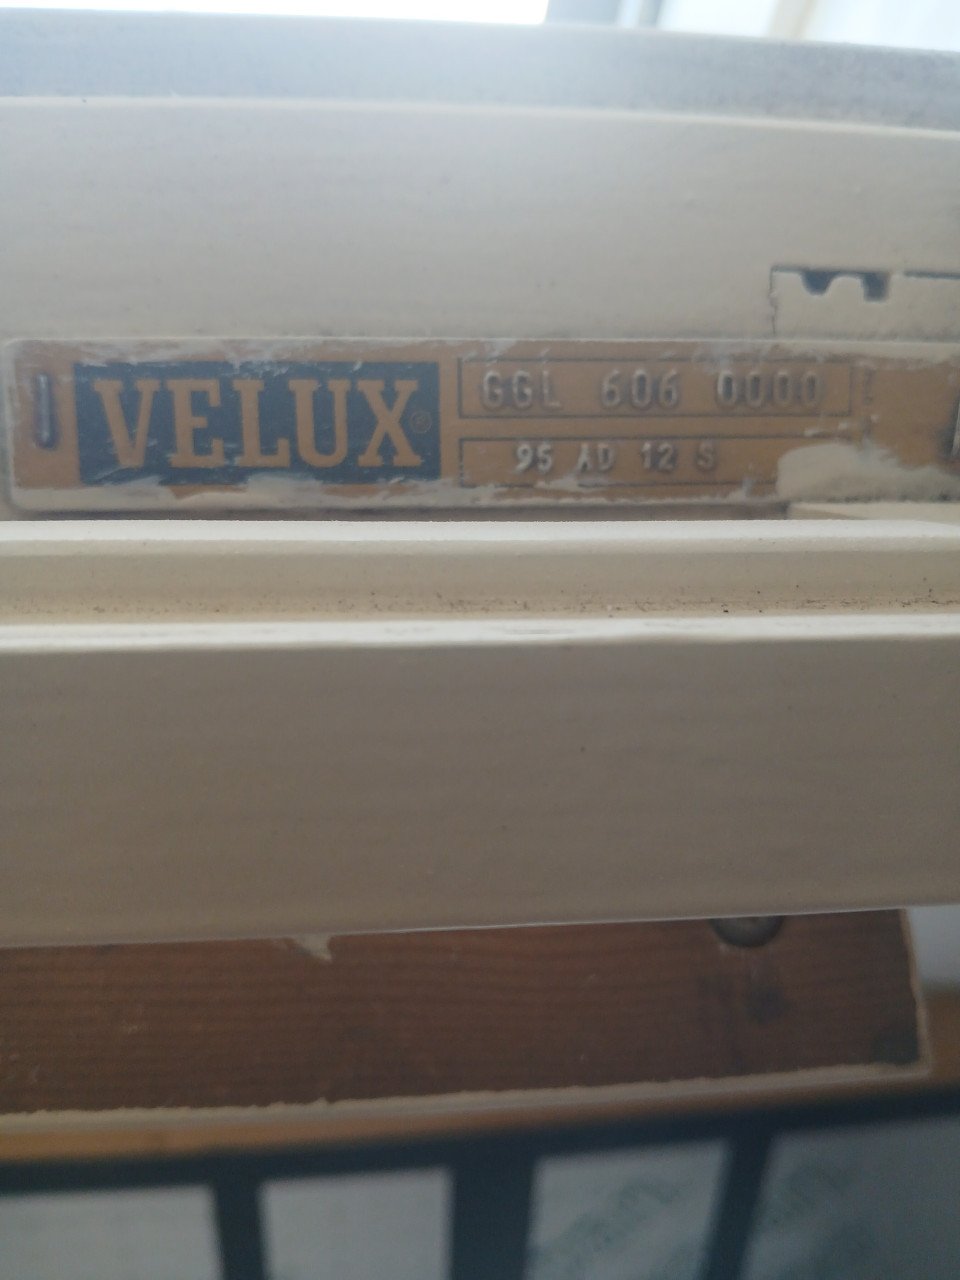 VELUX®
GGL 606 0000
95 AD 12 S